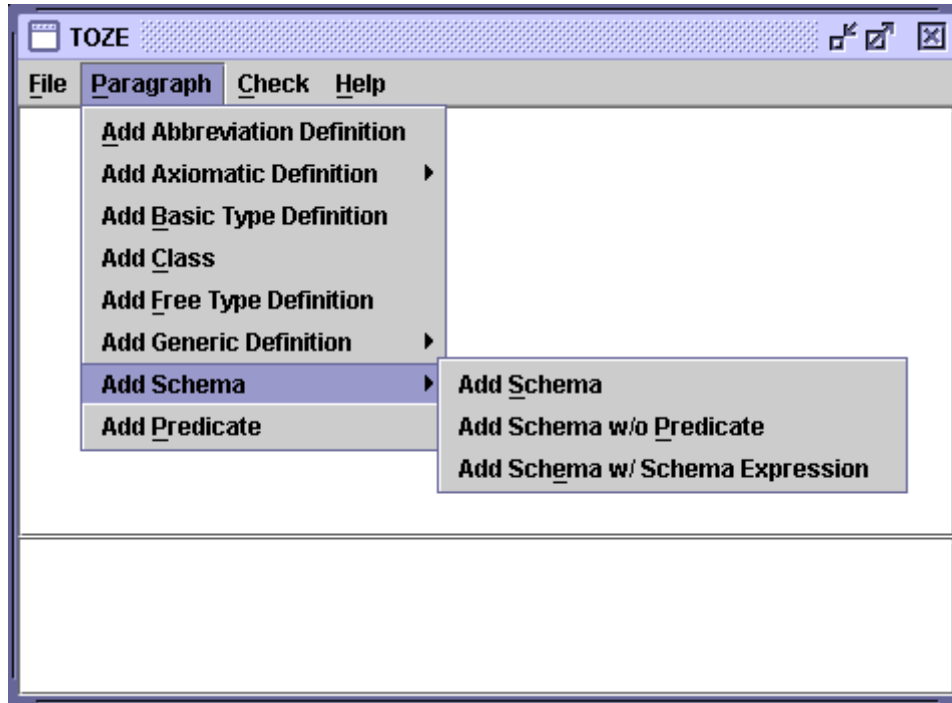 TOZE
File Paragraph Check Help
Add Abbreviation Definition
Add Axiomatic Definition
Add Basic Type Definition
Add Class
Add Free Type Definition
Add Generic Definition
Add Schema
Add Predicate
Add Schema
Add Schema w/o Predicate
Add Schema w/ Schema Expression